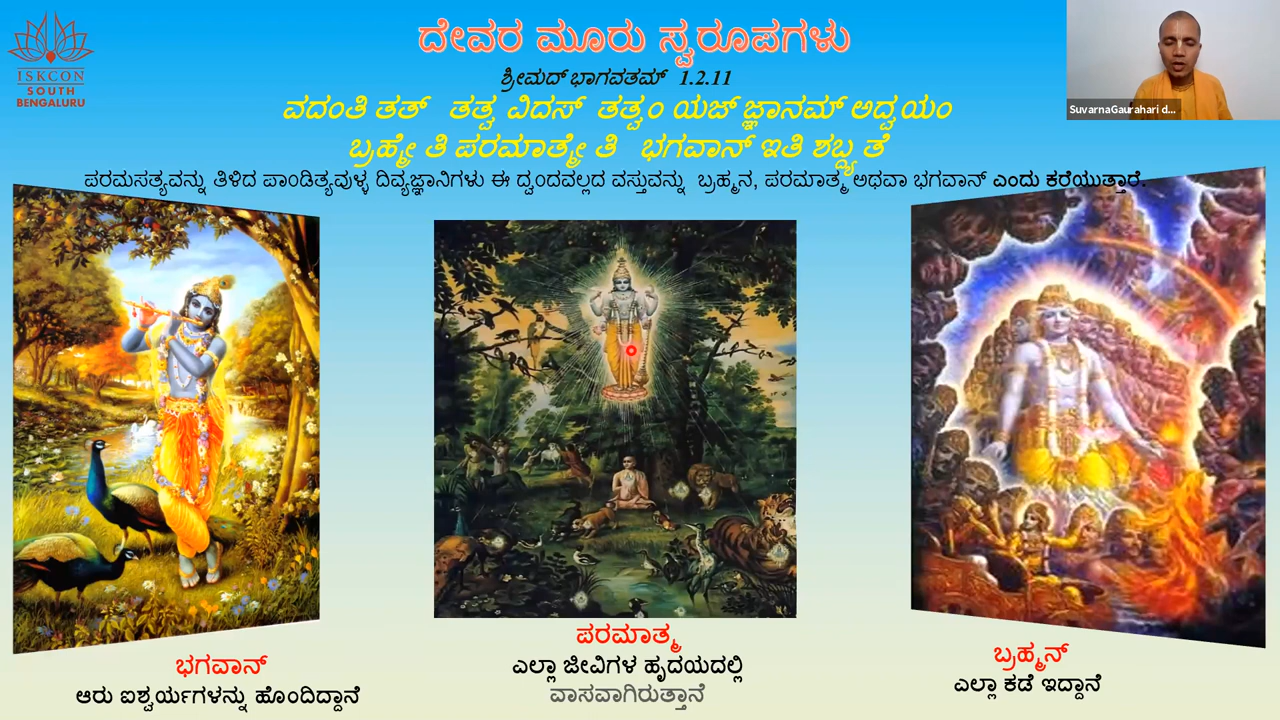 ISKCON
SOUTH
BENGALURU
ದೇವರ ಮೂರು ಸ್ವರೂಪಗಳು
ಶ್ರೀಮದ್ ಭಾಗವತಮ್ 1.2.11
ವದಂತಿ ತತ್ ತತ್ವ ವಿದಸ್ ತತ್ವಂ ಯಜ್ ಜ್ಞಾನಮ್ ಅದ್ವಯಂ
ಬ್ರಹ್ಮೇ ತಿ ಪರಮಾತ್ಮೇ ತಿ ಭಗವಾನ್ ಇತಿ ಶಬ್ದ್ಯತೆ
ಪರಮಸತ್ಯವನ್ನು ತಿಳಿದ ಪಾಂಡಿತ್ಯವುಳ್ಳ ದಿವ್ಯಜ್ಞಾನಿಗಳು ಈ ದ್ವಂದವಲ್ಲದ ವಸ್ತುವನ್ನು ಬ್ರಹ್ಮನ, ಪರಮಾತ್ಮ ಅಥವಾ ಭಗವಾನ್ ಎಂದು ಕರೆಯುತ್ತಾರೆ.
SuvarnaGaurahari d...
ಭಗವಾನ್
ಆರು ಐಶ್ವರ್ಯಗಳನ್ನು ಹೊಂದಿದ್ದಾನೆ
ಪರಮಾತ್ಮ
ಎಲ್ಲಾ ಜೀವಿಗಳ ಹೃದಯದಲ್ಲಿ
ವಾಸವಾಗಿರುತ್ತಾನೆ
ಬ್ರಹ್ಮನ್
ಎಲ್ಲಾ ಕಡೆ ಇದ್ದಾನೆ